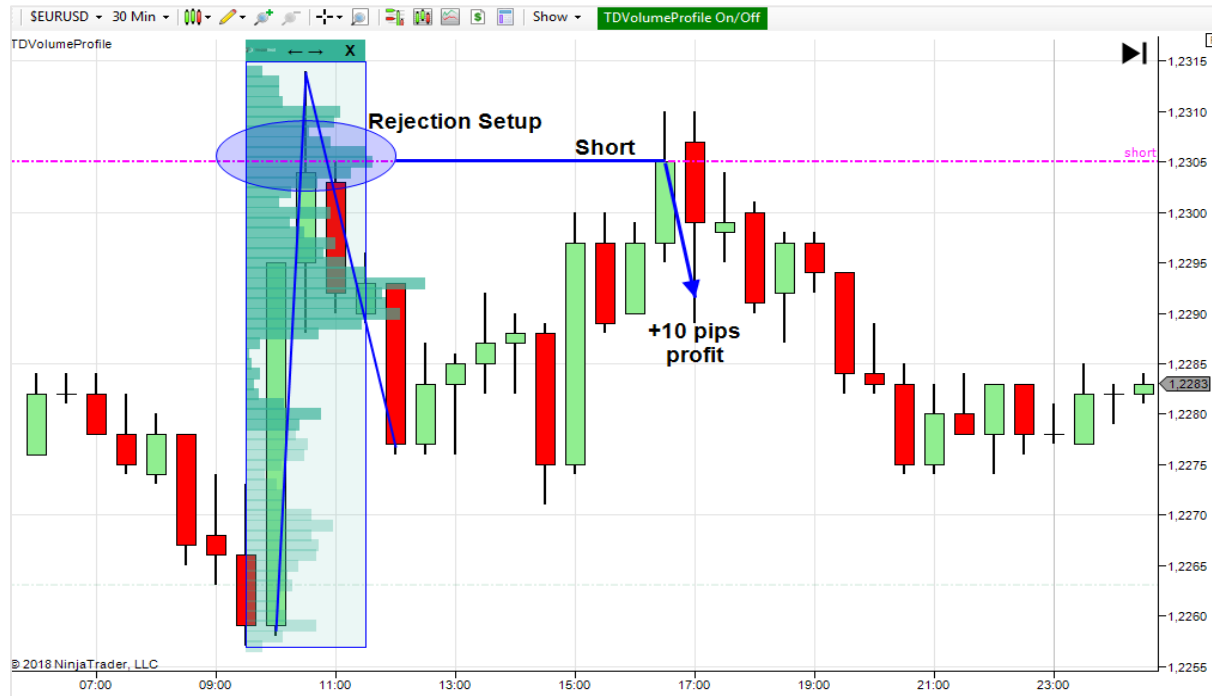 $EURUSD 30 Min Show TDVolumeProfile On/Off
TDVolumeProfile
← → X
Rejection Setup
Short
short
+10 pips
profit
1,2315
1,2310
1,2305
1,2300
1,2295
1,2290
1,2285
1,2283
1,2280
1,2275
1,2270
1,2265
1,2260
1,2255
© 2018 NinjaTrader, LLC
07:00 09:00 11:00 13:00 15:00 17:00 19:00 21:00 23:00